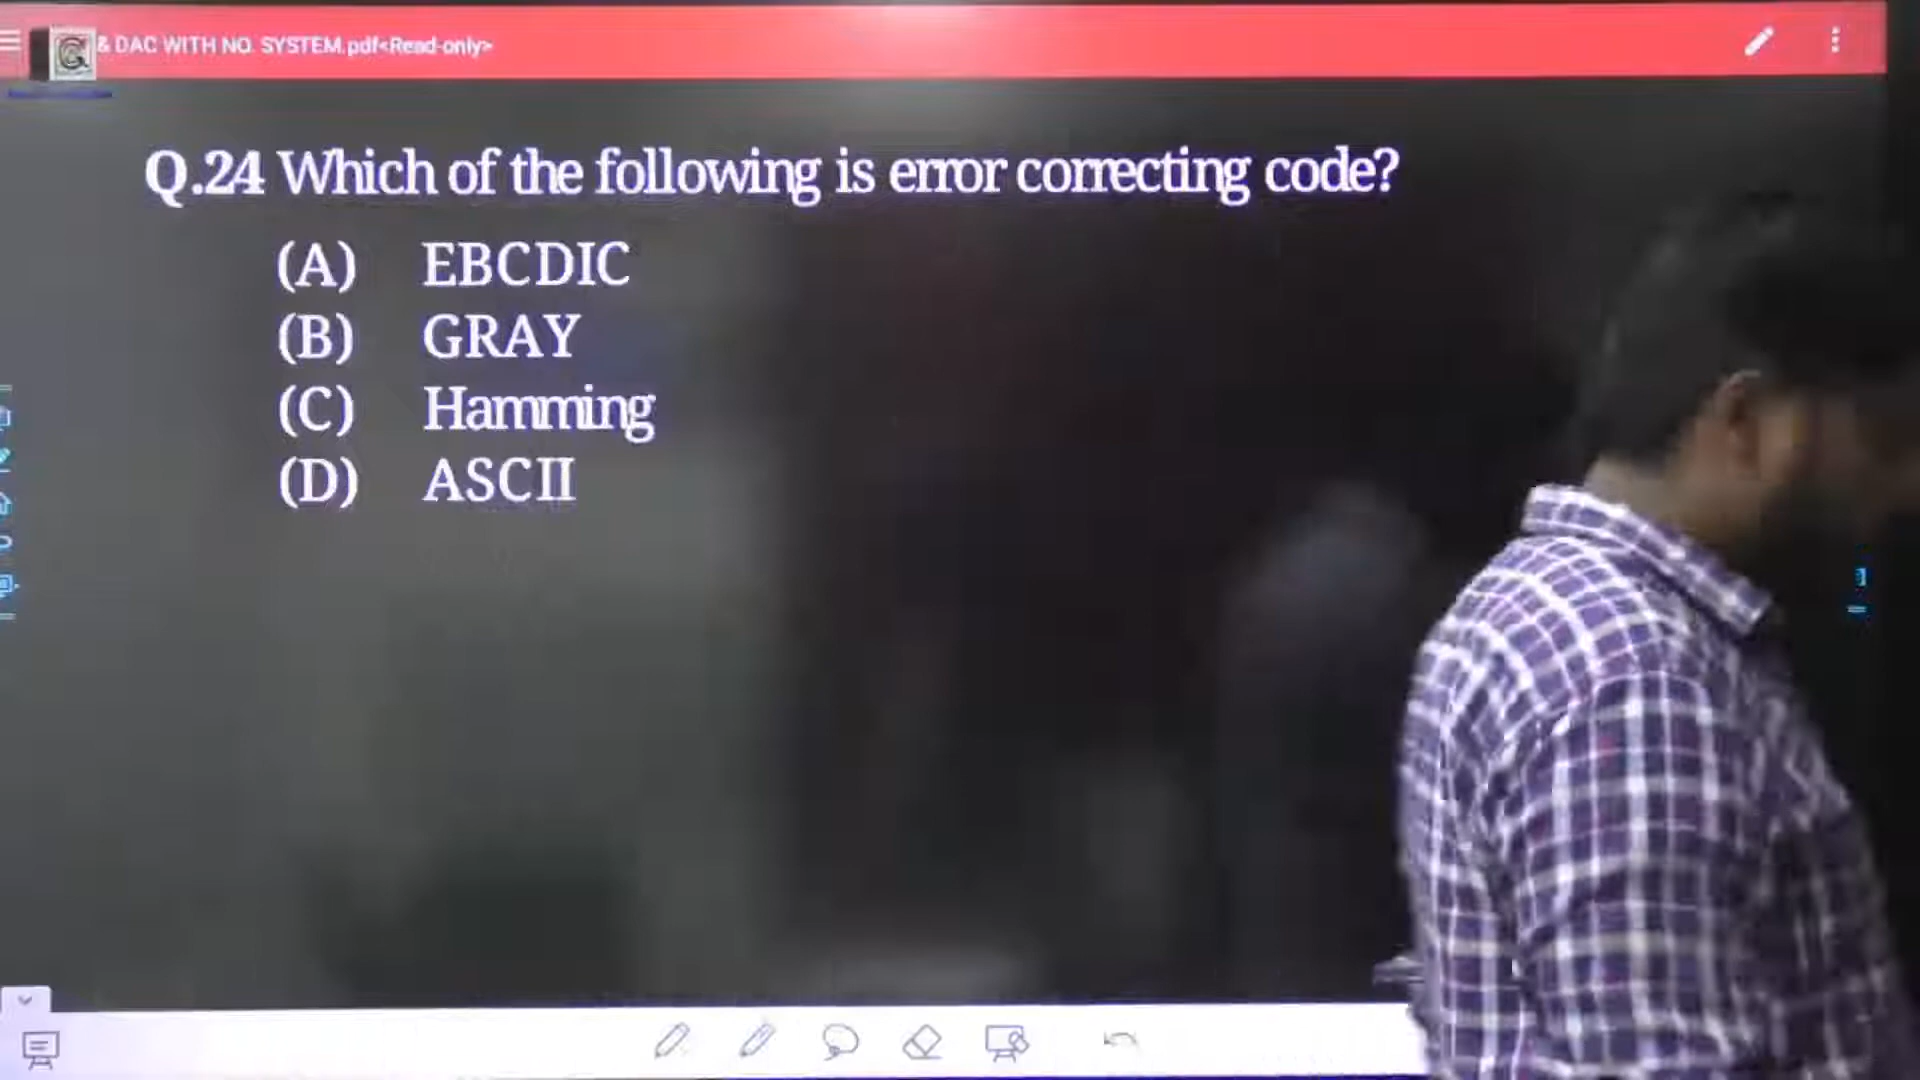 & DAC WITH NO. SYSTEM.pdf<Read-only>
Q.24 Which of the following is error correcting code?
(A) EBCDIC
(B) GRAY
(C) Hamming
(D) ASCII